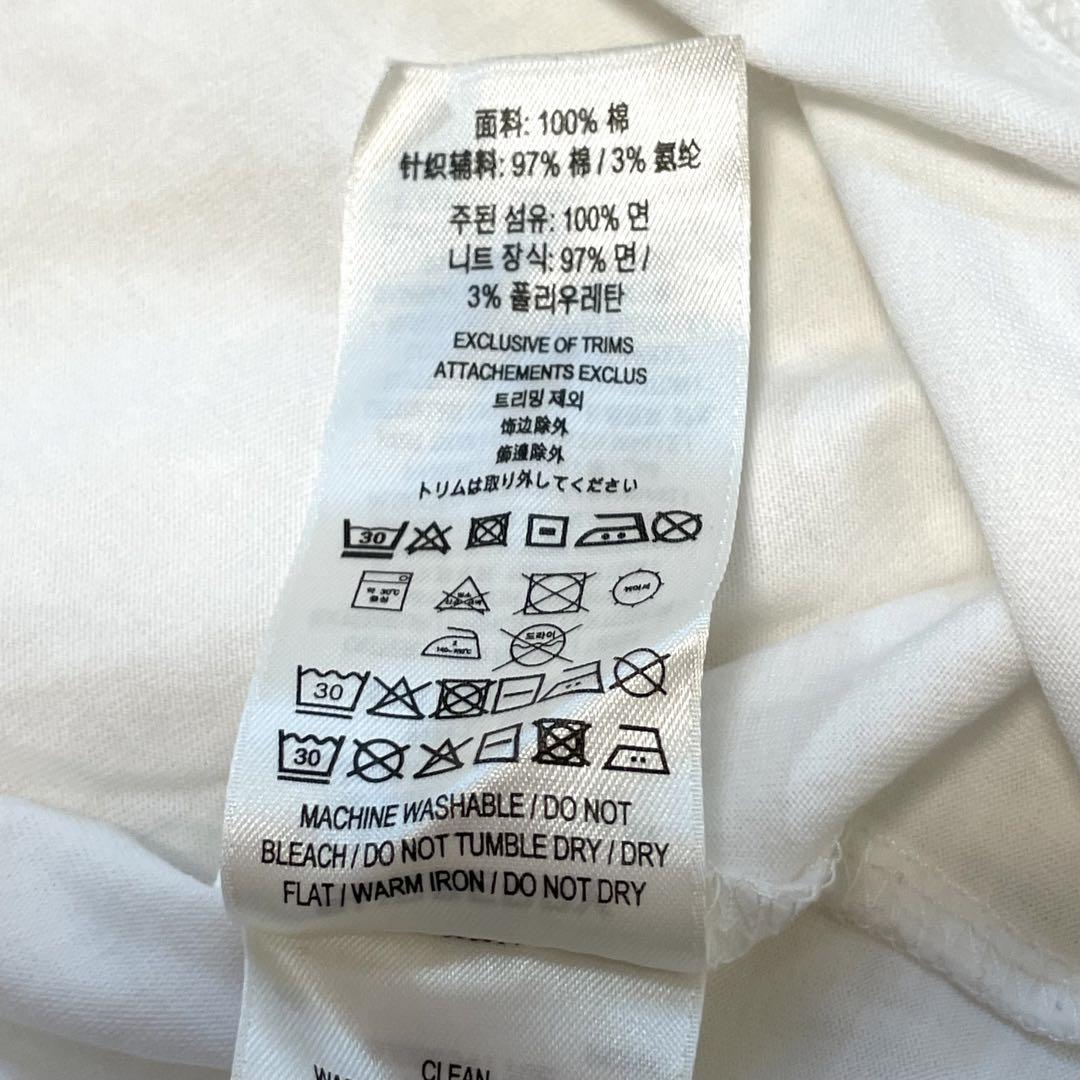 面料: 100% 棉
针织辅料: 97% 棉 / 3% 氨纶
주된 섬유: 100% 면
니트 장식: 97% 면 /
3% 폴리우레탄
EXCLUSIVE OF TRIMS
ATTACHEMENTS EXCLUS
트리밍 제외
饰边除外
飾邊除外
トリムは取り外してください
30
약 30℃
중성
드라이
30
30
MACHINE WASHABLE / DO NOT
BLEACH / DO NOT TUMBLE DRY / DRY
FLAT / WARM IRON / DO NOT DRY
CLEAN